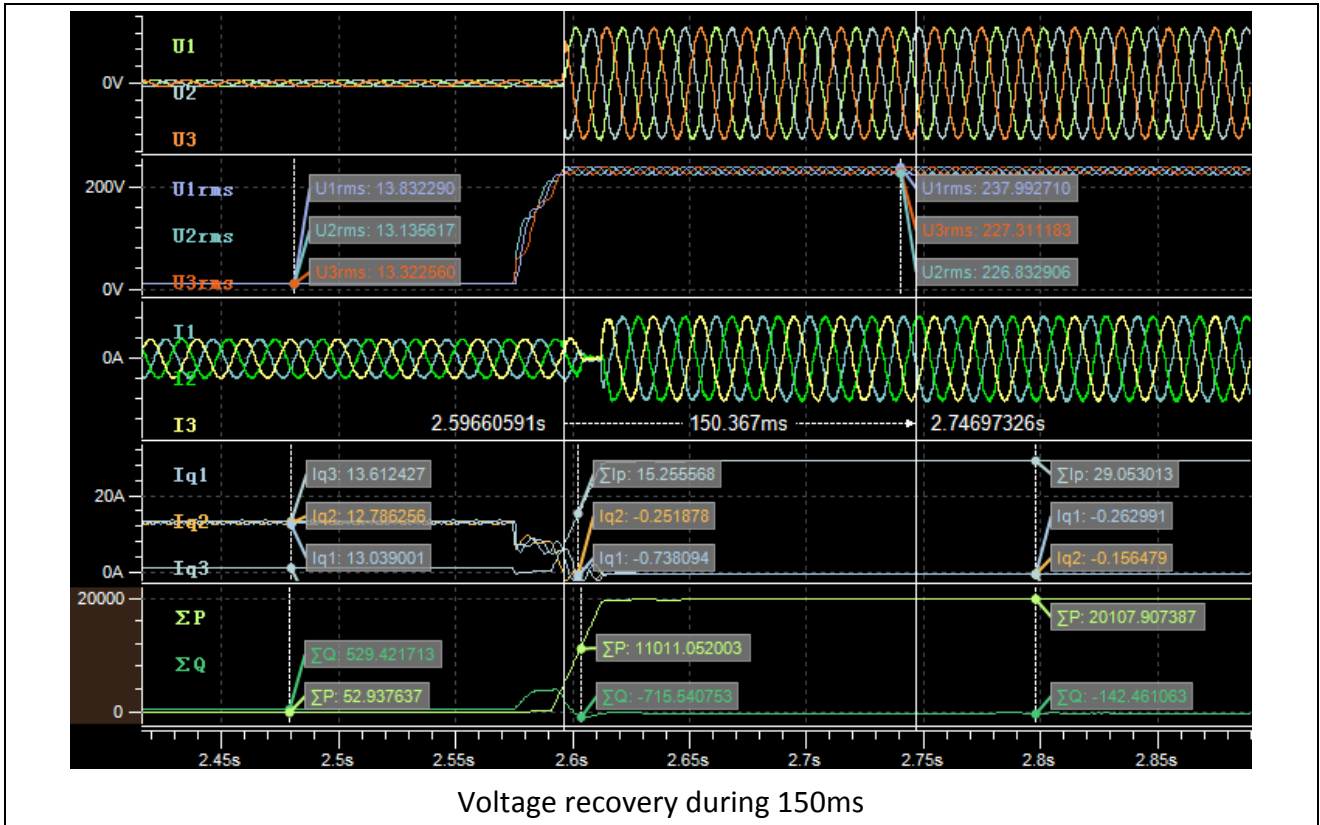 U1
0V
U2
U3
200V
U1rms
U1rms: 13.832290
U1rms: 237.992710
U2rms
U2rms: 13.135617
U3rms: 227.311183
U3rms
U3rms: 13.322560
U2rms: 226.832906
0V
I1
0A
I2
I3
2.59660591s
150.367ms
2.74697326s
Iq1
Iq3: 13.612427
∑Ip: 15.255568
∑Ip: 29.053013
20A
Iq2
Iq2: 12.786256
Iq2: -0.251878
Iq1: -0.262991
Iq1: 13.039001
Iq1: -0.738094
Iq2: -0.156479
0A
Iq3
20000
ΣP
∑P: 20107.907387
∑Q: 529.421713
∑P: 11011.052003
ΣQ
∑P: 52.937637
∑Q: -715.540753
∑Q: -142.461063
0
2.45s 2.5s 2.55s 2.6s 2.65s 2.7s 2.75s 2.8s 2.85s
Voltage recovery during 150ms